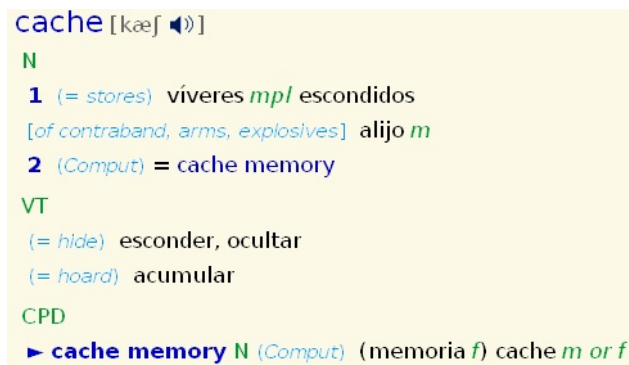 cache [kæʃ]
N
1 (= stores) víveres mpl escondidos
[of contraband, arms, explosives] alijo m
2 (Comput) = cache memory
VT
(= hide) esconder, ocultar
(= hoard) acumular
CPD
► cache memory N (Comput) (memoria f) cache m or f